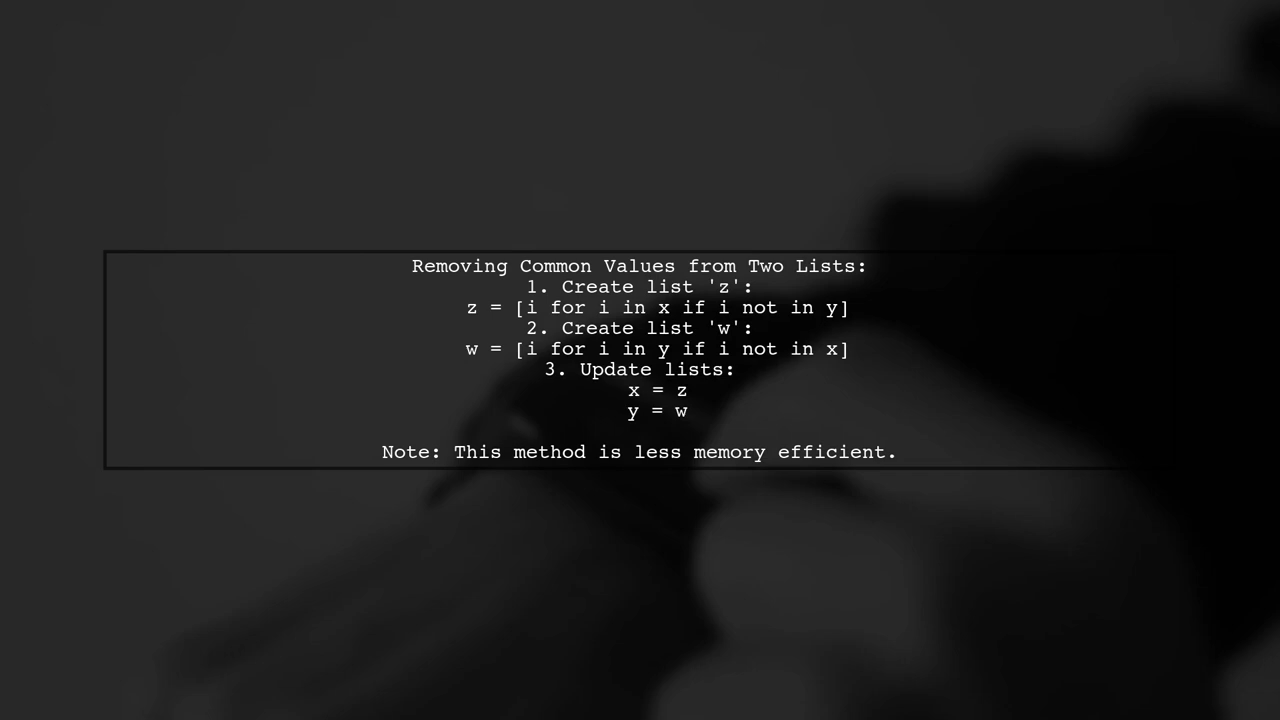 Removing Common Values from Two Lists:
1. Create list 'z':
z = [i for i in x if i not in y]
2. Create list 'w':
w = [i for i in y if i not in x]
3. Update lists:
x = z
y = w
Note: This method is less memory efficient.